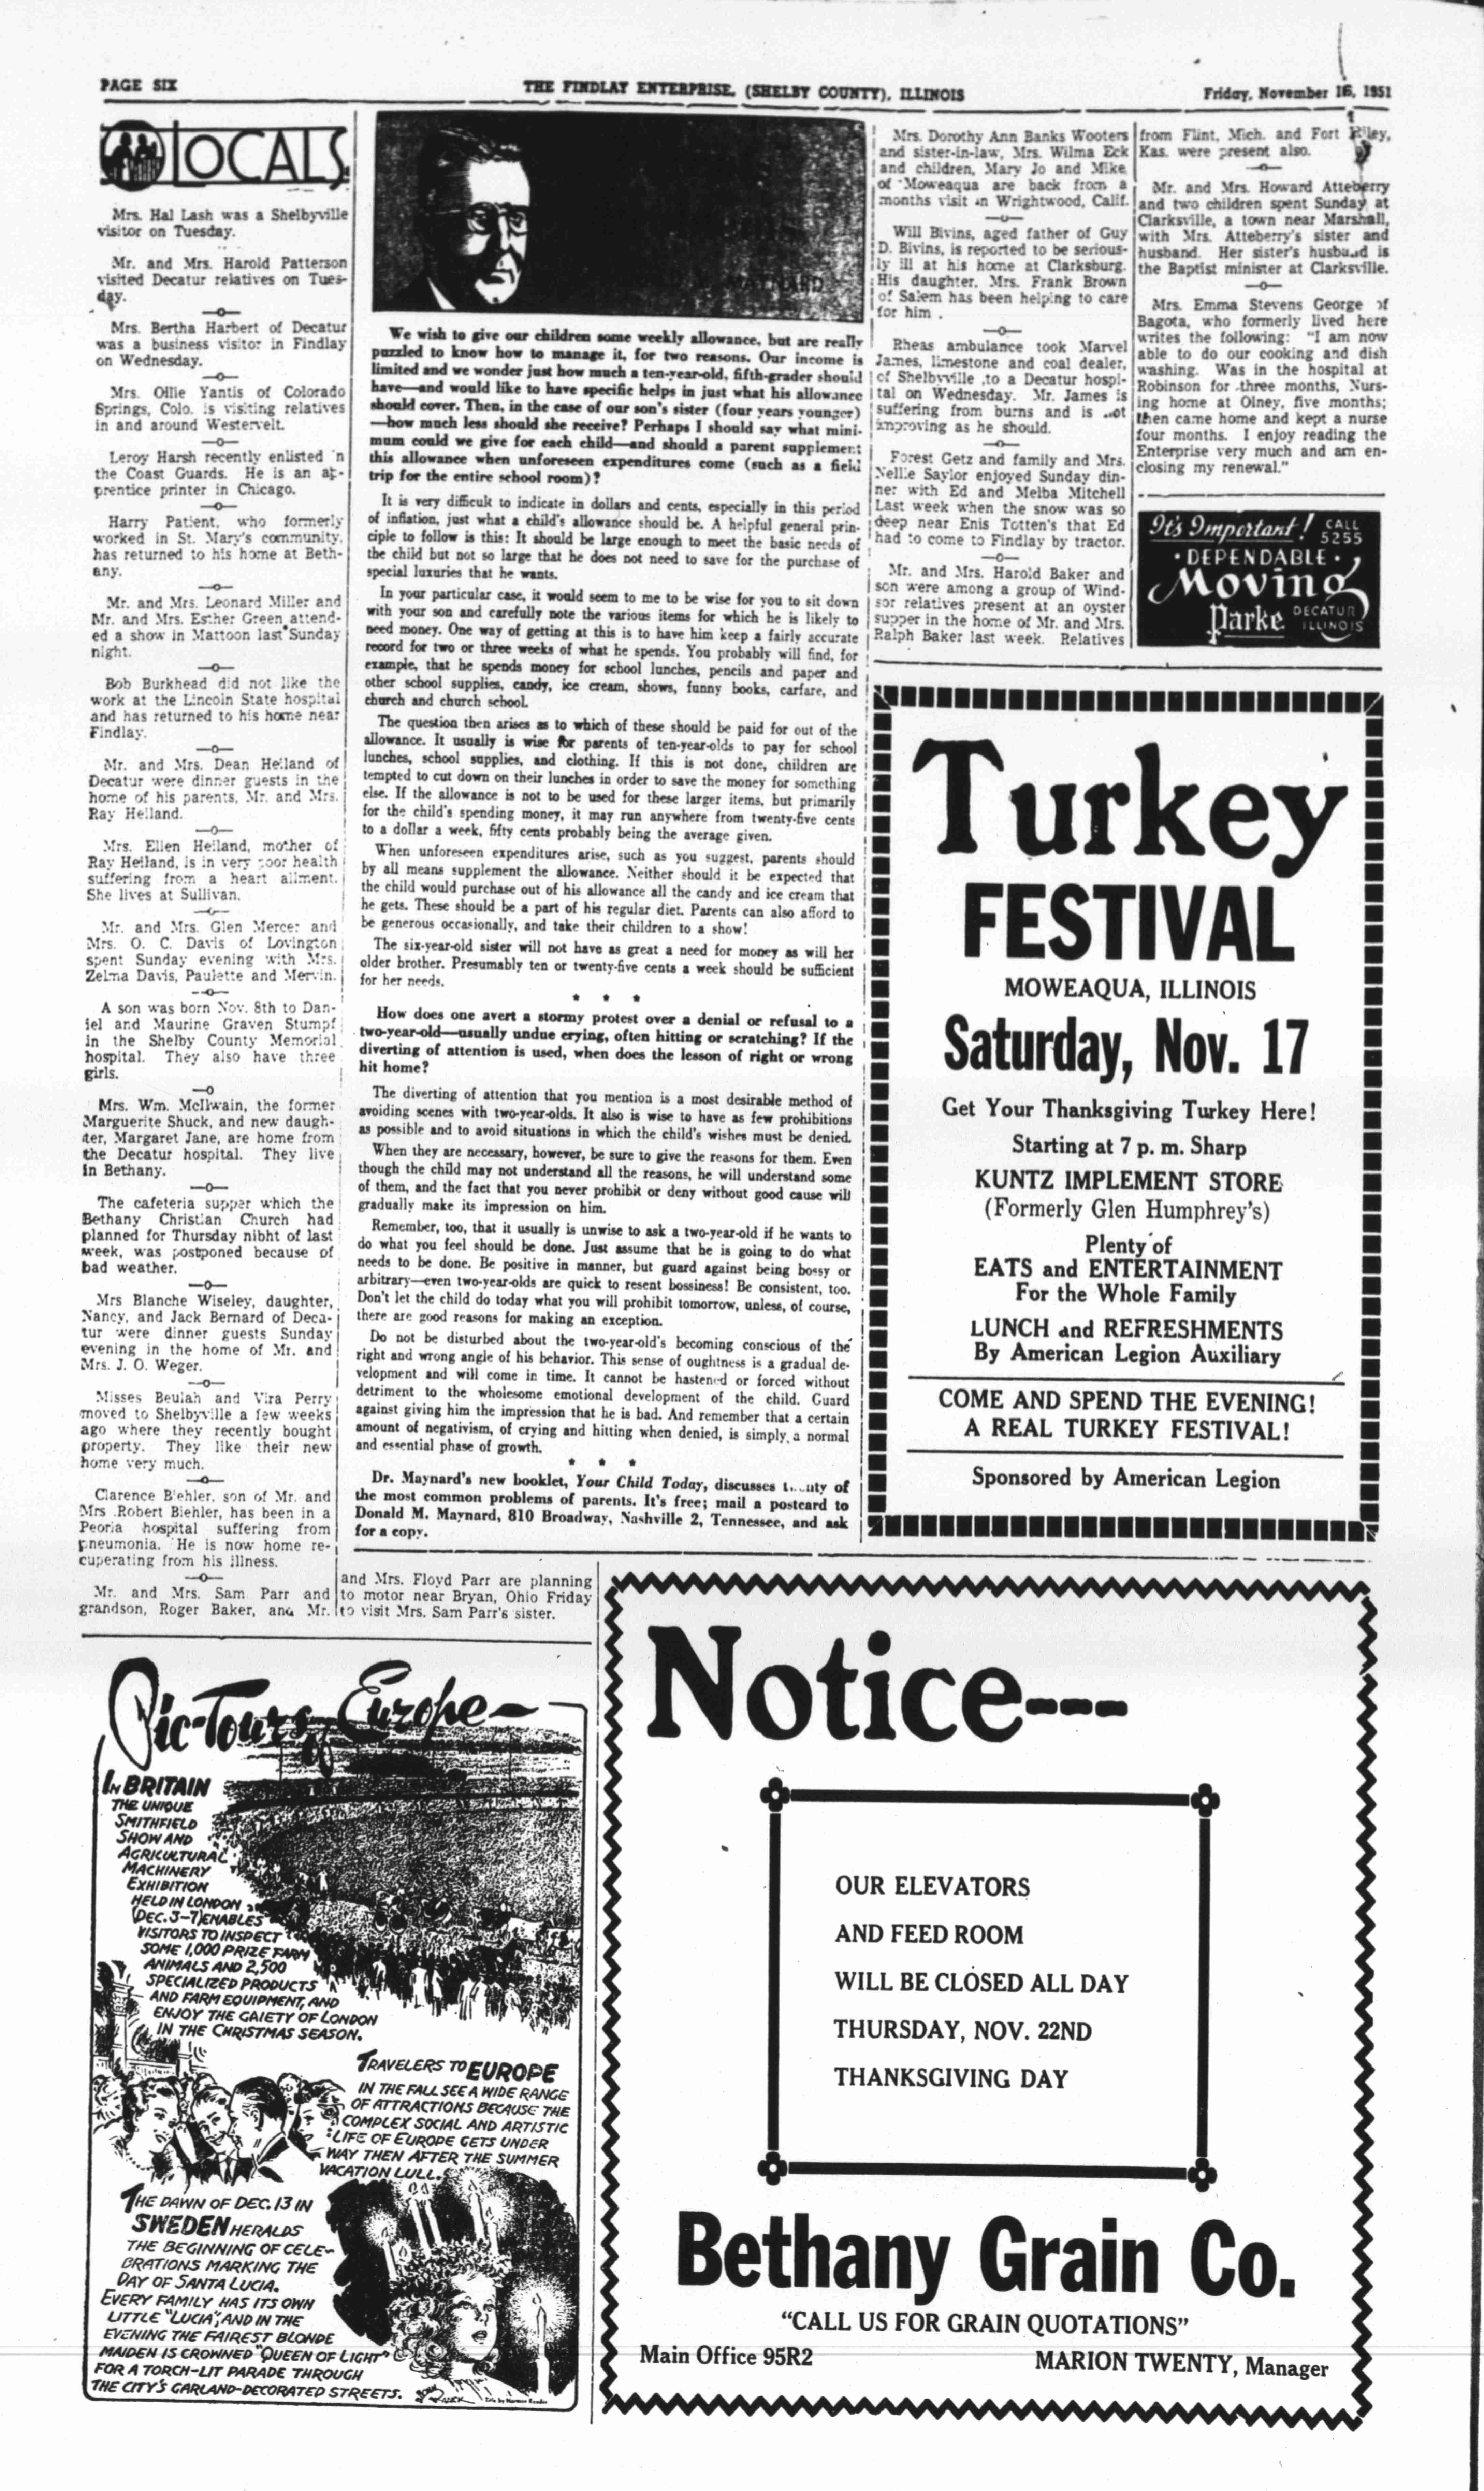 PAGE SIX
THE FINDLAY ENTERPRISE, (SHELBY COUNTY), ILLINOIS
Friday, November 16, 1951
LOCALS
Mrs. Hal Lash was a Shelbyville
visitor on Tuesday.
Mr. and Mrs. Harold Patterson
visited Decatur relatives on Tues-
day.
—o—
Mrs. Bertha Harbert of Decatur
was a business visitor in Findlay
on Wednesday.
—o—
Mrs. Ollie Yantis of Colorado
Springs, Colo. is visiting relatives
in and around Westervelt.
—o—
Leroy Harsh recently enlisted in
the Coast Guards. He is an ap-
prentice printer in Chicago.
—o—
Harry Patient, who formerly
worked in St. Mary's community,
has returned to his home at Beth-
any.
—o—
Mr. and Mrs. Leonard Miller and
Mr. and Mrs. Esther Green attend-
ed a show in Mattoon last Sunday
night.
—o—
Bob Burkhead did not like the
work at the Lincoln State hospital
and has returned to his home near
Findlay.
—o—
Mr. and Mrs. Dean Heiland of
Decatur were dinner guests in the
home of his parents, Mr. and Mrs.
Ray Heiland.
—o—
Mrs. Ellen Heiland, mother of
Ray Heiland, is in very poor health
suffering from a heart ailment.
She lives at Sullivan.
—o—
Mr. and Mrs. Glen Mercer and
Mrs. O. C. Davis of Lovington
spent Sunday evening with Mrs.
Zelma Davis, Paulette and Mervin.
—o—
A son was born Nov. 8th to Dan-
iel and Maurine Graven Stumpf
in the Shelby County Memorial
hospital. They also have three
girls.
—o
Mrs. Wm. McIlwain, the former
Marguerite Shuck, and new daugh-
ter, Margaret Jane, are home from
the Decatur hospital. They live
in Bethany.
—o—
The cafeteria supper which the
Bethany Christian Church had
planned for Thursday nibht of last
week, was postponed because of
bad weather.
—o—
Mrs Blanche Wiseley, daughter,
Nancy, and Jack Bernard of Deca-
tur were dinner guests Sunday
evening in the home of Mr. and
Mrs. J. O. Weger.
—o—
Misses Beulah and Vira Perry
moved to Shelbyville a few weeks
ago where they recently bought
property. They like their new
home very much.
—o—
Clarence Biehler, son of Mr. and
Mrs .Robert Biehler, has been in a
Peoria hospital suffering from
pneumonia. He is now home re-
cuperating from his illness.
—o—
Mr. and Mrs. Sam Parr and
grandson, Roger Baker, and Mr.
and Mrs. Floyd Parr are planning
to motor near Bryan, Ohio Friday
to visit Mrs. Sam Parr's sister.
MAYNARD
We wish to give our children some weekly allowance, but are really
puzzled to know how to manage it, for two reasons. Our income is
limited and we wonder just how much a ten-year-old, fifth-grader should
have—and would like to have specific helps in just what his allowance
should cover. Then, in the case of our son's sister (four years younger)
—how much less should she receive? Perhaps I should say what mini-
mum could we give for each child—and should a parent supplement
this allowance when unforeseen expenditures come (such as a field
trip for the entire school room)?
It is very difficult to indicate in dollars and cents, especially in this period
of inflation, just what a child's allowance should be. A helpful general prin-
ciple to follow is this: It should be large enough to meet the basic needs of
the child but not so large that he does not need to save for the purchase of
special luxuries that he wants.
In your particular case, it would seem to me to be wise for you to sit down
with your son and carefully note the various items for which he is likely to
need money. One way of getting at this is to have him keep a fairly accurate
record for two or three weeks of what he spends. You probably will find, for
example, that he spends money for school lunches, pencils and paper and
other school supplies, candy, ice cream, shows, funny books, carfare, and
church and church school.
The question then arises as to which of these should be paid for out of the
allowance. It usually is wise for parents of ten-year-olds to pay for school
lunches, school supplies, and clothing. If this is not done, children are
tempted to cut down on their lunches in order to save the money for something
else. If the allowance is not to be used for these larger items, but primarily
for the child's spending money, it may run anywhere from twenty-five cents
to a dollar a week, fifty cents probably being the average given.
When unforeseen expenditures arise, such as you suggest, parents should
by all means supplement the allowance. Neither should it be expected that
the child would purchase out of his allowance all the candy and ice cream that
he gets. These should be a part of his regular diet. Parents can also afford to
be generous occasionally, and take their children to a show!
The six-year-old sister will not have as great a need for money as will her
older brother. Presumably ten or twenty-five cents a week should be sufficient
for her needs.
* * *
How does one avert a stormy protest over a denial or refusal to a
two-year-old—usually undue crying, often hitting or scratching? If the
diverting of attention is used, when does the lesson of right or wrong
hit home?
The diverting of attention that you mention is a most desirable method of
avoiding scenes with two-year-olds. It also is wise to have as few prohibitions
as possible and to avoid situations in which the child's wishes must be denied.
When they are necessary, however, be sure to give the reasons for them. Even
though the child may not understand all the reasons, he will understand some
of them, and the fact that you never prohibit or deny without good cause will
gradually make its impression on him.
Remember, too, that it usually is unwise to ask a two-year-old if he wants to
do what you feel should be done. Just assume that he is going to do what
needs to be done. Be positive in manner, but guard against being bossy or
arbitrary—even two-year-olds are quick to resent bossiness! Be consistent, too.
Don't let the child do today what you will prohibit tomorrow, unless, of course,
there are good reasons for making an exception.
Do not be disturbed about the two-year-old's becoming conscious of the
right and wrong angle of his behavior. This sense of oughtness is a gradual de-
velopment and will come in time. It cannot be hastened or forced without
detriment to the wholesome emotional development of the child. Guard
against giving him the impression that he is bad. And remember that a certain
amount of negativism, of crying and hitting when denied, is simply a normal
and essential phase of growth.
* * *
Dr. Maynard's new booklet, Your Child Today, discusses twenty of
the most common problems of parents. It's free; mail a postcard to
Donald M. Maynard, 810 Broadway, Nashville 2, Tennessee, and ask
for a copy.
Mrs. Dorothy Ann Banks Wooters
and sister-in-law, Mrs. Wilma Eck
and children, Mary Jo and Mike
of Moweaqua are back from a
months visit in Wrightwood, Calif.
—o—
Will Bivins, aged father of Guy
D. Bivins, is reported to be serious-
ly ill at his home at Clarksburg.
His daughter, Mrs. Frank Brown
of Salem has been helping to care
for him .
—o—
Rheas ambulance took Marvel
James, limestone and coal dealer,
of Shelbyville ,to a Decatur hospi-
tal on Wednesday. Mr. James is
suffering from burns and is not
improving as he should.
—o—
Forest Getz and family and Mrs.
Nellie Saylor enjoyed Sunday din-
ner with Ed and Melba Mitchell
Last week when the snow was so
deep near Enis Totten's that Ed
had to come to Findlay by tractor.
—o—
Mr. and Mrs. Harold Baker and
son were among a group of Wind-
sor relatives present at an oyster
supper in the home of Mr. and Mrs.
Ralph Baker last week. Relatives
from Flint, Mich. and Fort Riley,
Kas. were present also.
—o—
Mr. and Mrs. Howard Atteberry
and two children spent Sunday at
Clarksville, a town near Marshall,
with Mrs. Atteberry's sister and
husband. Her sister's husband is
the Baptist minister at Clarksville.
—o—
Mrs. Emma Stevens George of
Bagota, who formerly lived here
writes the following: "I am now
able to do our cooking and dish
washing. Was in the hospital at
Robinson for three months, Nurs-
ing home at Olney, five months;
then came home and kept a nurse
four months. I enjoy reading the
Enterprise very much and am en-
closing my renewal."
It's Important! CALL
5255
• DEPENDABLE •
Moving
Parke DECATUR
ILLINOIS
Turkey
FESTIVAL
MOWEAQUA, ILLINOIS
Saturday, Nov. 17
Get Your Thanksgiving Turkey Here!
Starting at 7 p. m. Sharp
KUNTZ IMPLEMENT STORE
(Formerly Glen Humphrey's)
Plenty of
EATS and ENTERTAINMENT
For the Whole Family
LUNCH and REFRESHMENTS
By American Legion Auxiliary
COME AND SPEND THE EVENING!
A REAL TURKEY FESTIVAL!
Sponsored by American Legion
Pic-Tours of Europe—
IN BRITAIN
THE UNIQUE
SMITHFIELD
SHOW AND
AGRICULTURAL
MACHINERY
EXHIBITION
HELD IN LONDON
(DEC. 3-7) ENABLES
VISITORS TO INSPECT
SOME 1,000 PRIZE FARM
ANIMALS AND 2,500
SPECIALIZED PRODUCTS
AND FARM EQUIPMENT, AND
ENJOY THE GAIETY OF LONDON
IN THE CHRISTMAS SEASON.
TRAVELERS TO EUROPE
IN THE FALL SEE A WIDE RANGE
OF ATTRACTIONS BECAUSE THE
COMPLEX SOCIAL AND ARTISTIC
LIFE OF EUROPE GETS UNDER
WAY THEN AFTER THE SUMMER
VACATION LULL.
THE DAWN OF DEC. 13 IN
SWEDEN HERALDS
THE BEGINNING OF CELE-
BRATIONS MARKING THE
DAY OF SANTA LUCIA.
EVERY FAMILY HAS ITS OWN
LITTLE "LUCIA", AND IN THE
EVENING THE FAIREST BLONDE
MAIDEN IS CROWNED "QUEEN OF LIGHT"
FOR A TORCH-LIT PARADE THROUGH
THE CITY'S GARLAND-DECORATED STREETS.
Notice---
OUR ELEVATORS
AND FEED ROOM
WILL BE CLOSED ALL DAY
THURSDAY, NOV. 22ND
THANKSGIVING DAY
Bethany Grain Co.
"CALL US FOR GRAIN QUOTATIONS"
Main Office 95R2
MARION TWENTY, Manager